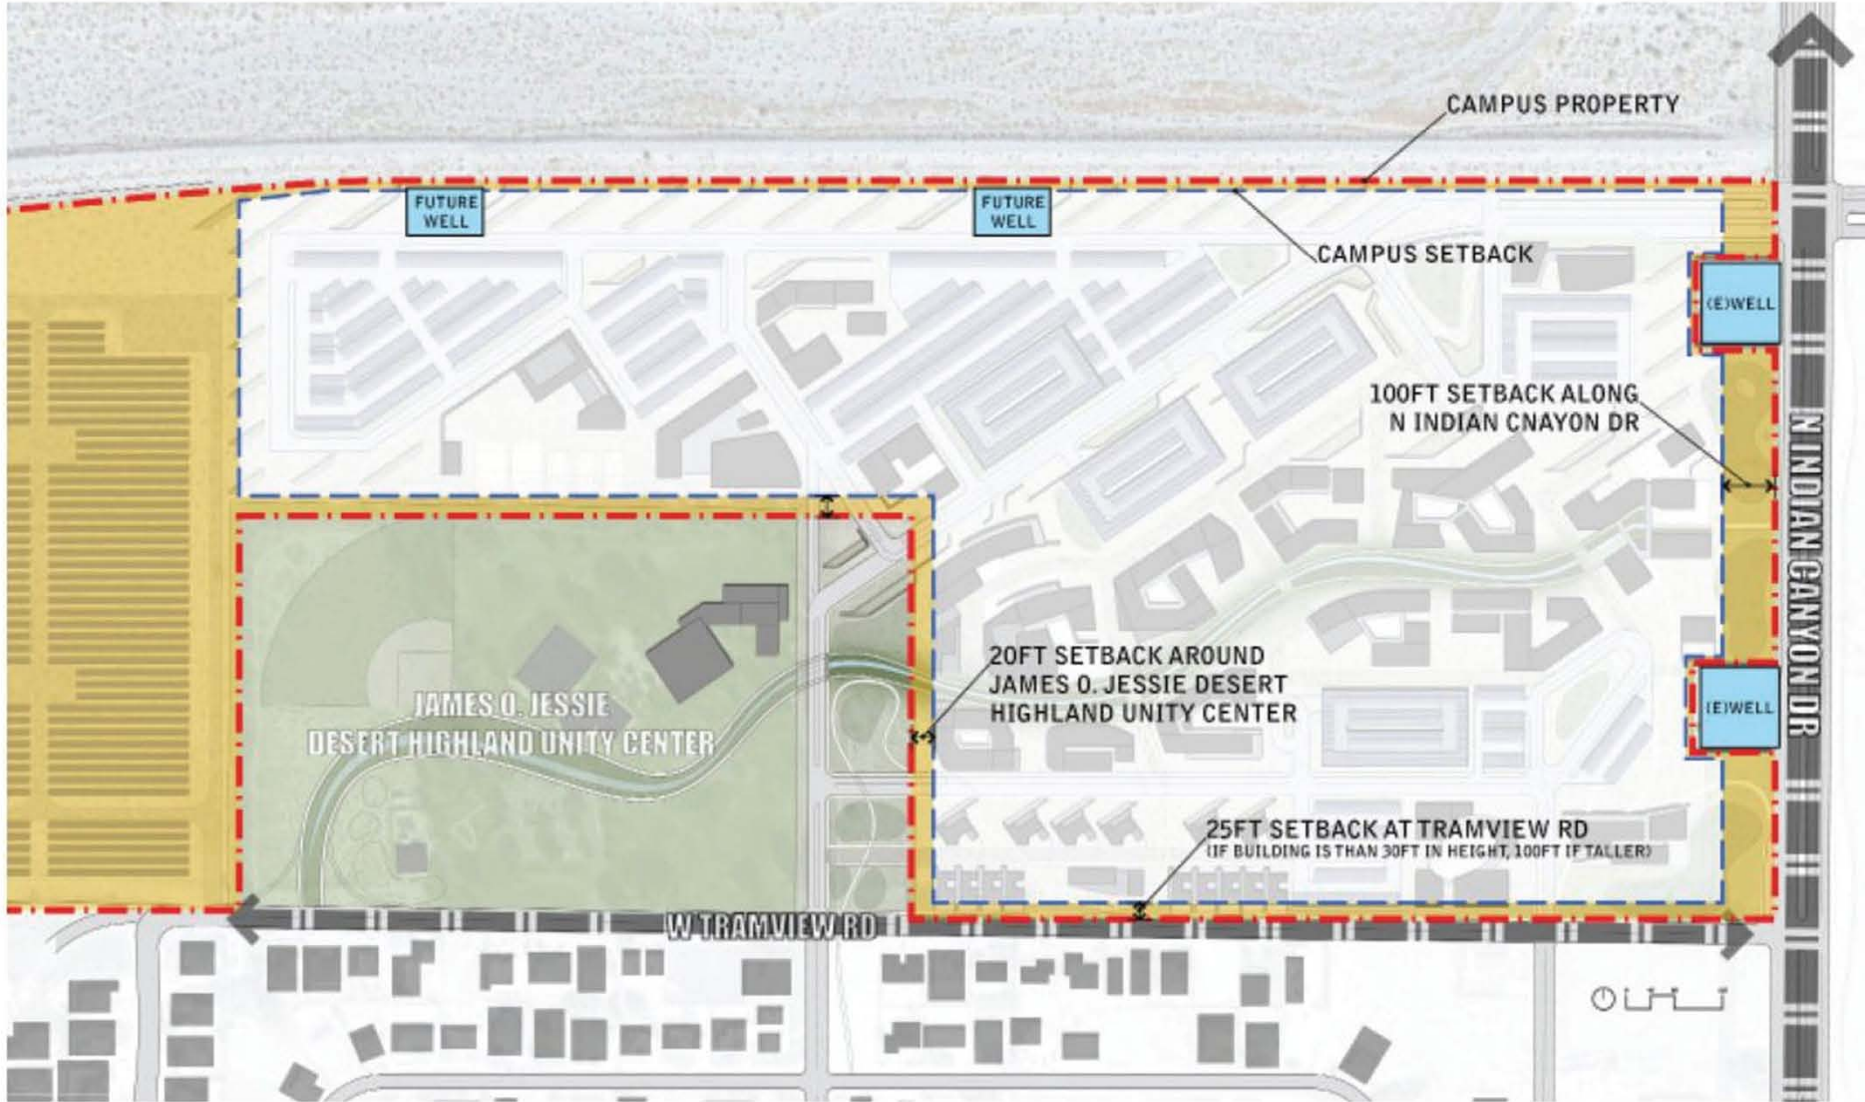 CAMPUS PROPERTY
FUTURE
WELL
FUTURE
WELL
CAMPUS SETBACK
(E)WELL
100FT SETBACK ALONG
N INDIAN CNAYON DR
N INDIAN CANYON DR
20FT SETBACK AROUND
JAMES O. JESSIE DESERT
HIGHLAND UNITY CENTER
JAMES O. JESSIE
DESERT HIGHLAND UNITY CENTER
(E)WELL
25FT SETBACK AT TRAMVIEW RD
(IF BUILDING IS THAN 30FT IN HEIGHT, 100FT IF TALLER)
W TRAMVIEW RD